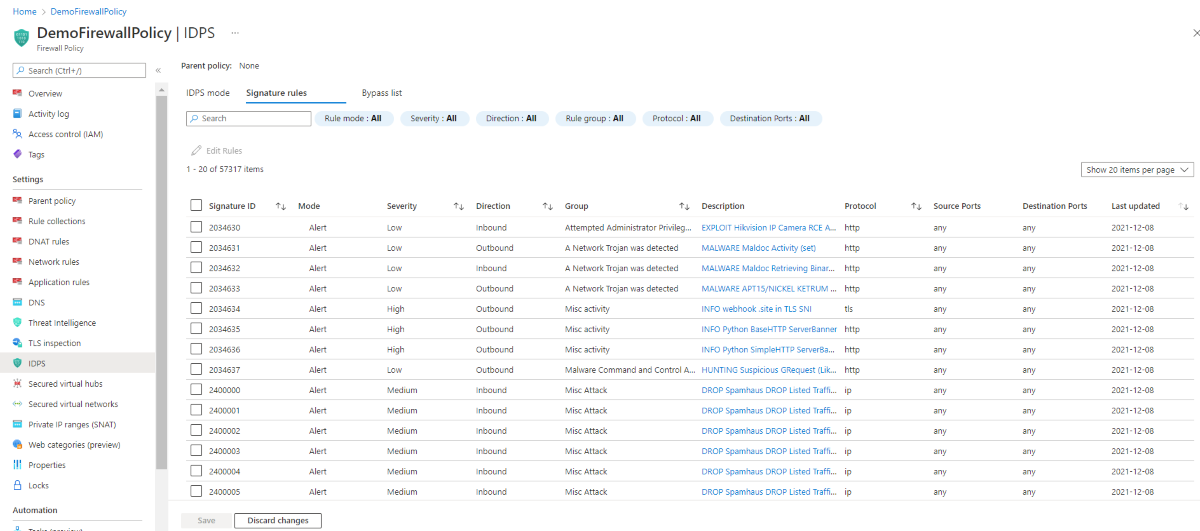 Home > DemoFirewallPolicy
DemoFirewallPolicy | IDPS ...
Firewall Policy
Search (Ctrl+/) «
Overview
Activity log
Access control (IAM)
Tags
Settings
Parent policy
Rule collections
DNAT rules
Network rules
Application rules
DNS
Threat Intelligence
TLS inspection
IDPS
Secured virtual hubs
Secured virtual networks
Private IP ranges (SNAT)
Web categories (preview)
Properties
Locks
Automation
Parent policy: None
IDPS mode Signature rules Bypass list
Search Rule mode : All Severity : All Direction : All Rule group : All Protocol : All Destination Ports : All
Edit Rules
1 - 20 of 57317 items Show 20 items per page
Signature ID Mode Severity Direction Group Description Protocol Source Ports Destination Ports Last updated
2034630 Alert Low Inbound Attempted Administrator Privileg... EXPLOIT Hikvision IP Camera RCE A... http any any 2021-12-08
2034631 Alert Low Outbound A Network Trojan was detected MALWARE Maldoc Activity (set) http any any 2021-12-08
2034632 Alert Low Inbound A Network Trojan was detected MALWARE Maldoc Retrieving Binar... http any any 2021-12-08
2034633 Alert Low Outbound A Network Trojan was detected MALWARE APT15/NICKEL KETRUM ... http any any 2021-12-08
2034634 Alert High Outbound Misc activity INFO webhook .site in TLS SNI tls any any 2021-12-08
2034635 Alert High Outbound Misc activity INFO Python BaseHTTP ServerBanner http any any 2021-12-08
2034636 Alert High Outbound Misc activity INFO Python SimpleHTTP ServerBa... http any any 2021-12-08
2034637 Alert Low Outbound Malware Command and Control A... HUNTING Suspicious GRequest (Lik... http any any 2021-12-08
2400000 Alert Medium Inbound Misc Attack DROP Spamhaus DROP Listed Traffi... ip any any 2021-12-08
2400001 Alert Medium Inbound Misc Attack DROP Spamhaus DROP Listed Traffi... ip any any 2021-12-08
2400002 Alert Medium Inbound Misc Attack DROP Spamhaus DROP Listed Traffi... ip any any 2021-12-08
2400003 Alert Medium Inbound Misc Attack DROP Spamhaus DROP Listed Traffi... ip any any 2021-12-08
2400004 Alert Medium Inbound Misc Attack DROP Spamhaus DROP Listed Traffi... ip any any 2021-12-08
2400005 Alert Medium Inbound Misc Attack DROP Spamhaus DROP Listed Traffi... ip any any 2021-12-08
Save Discard changes